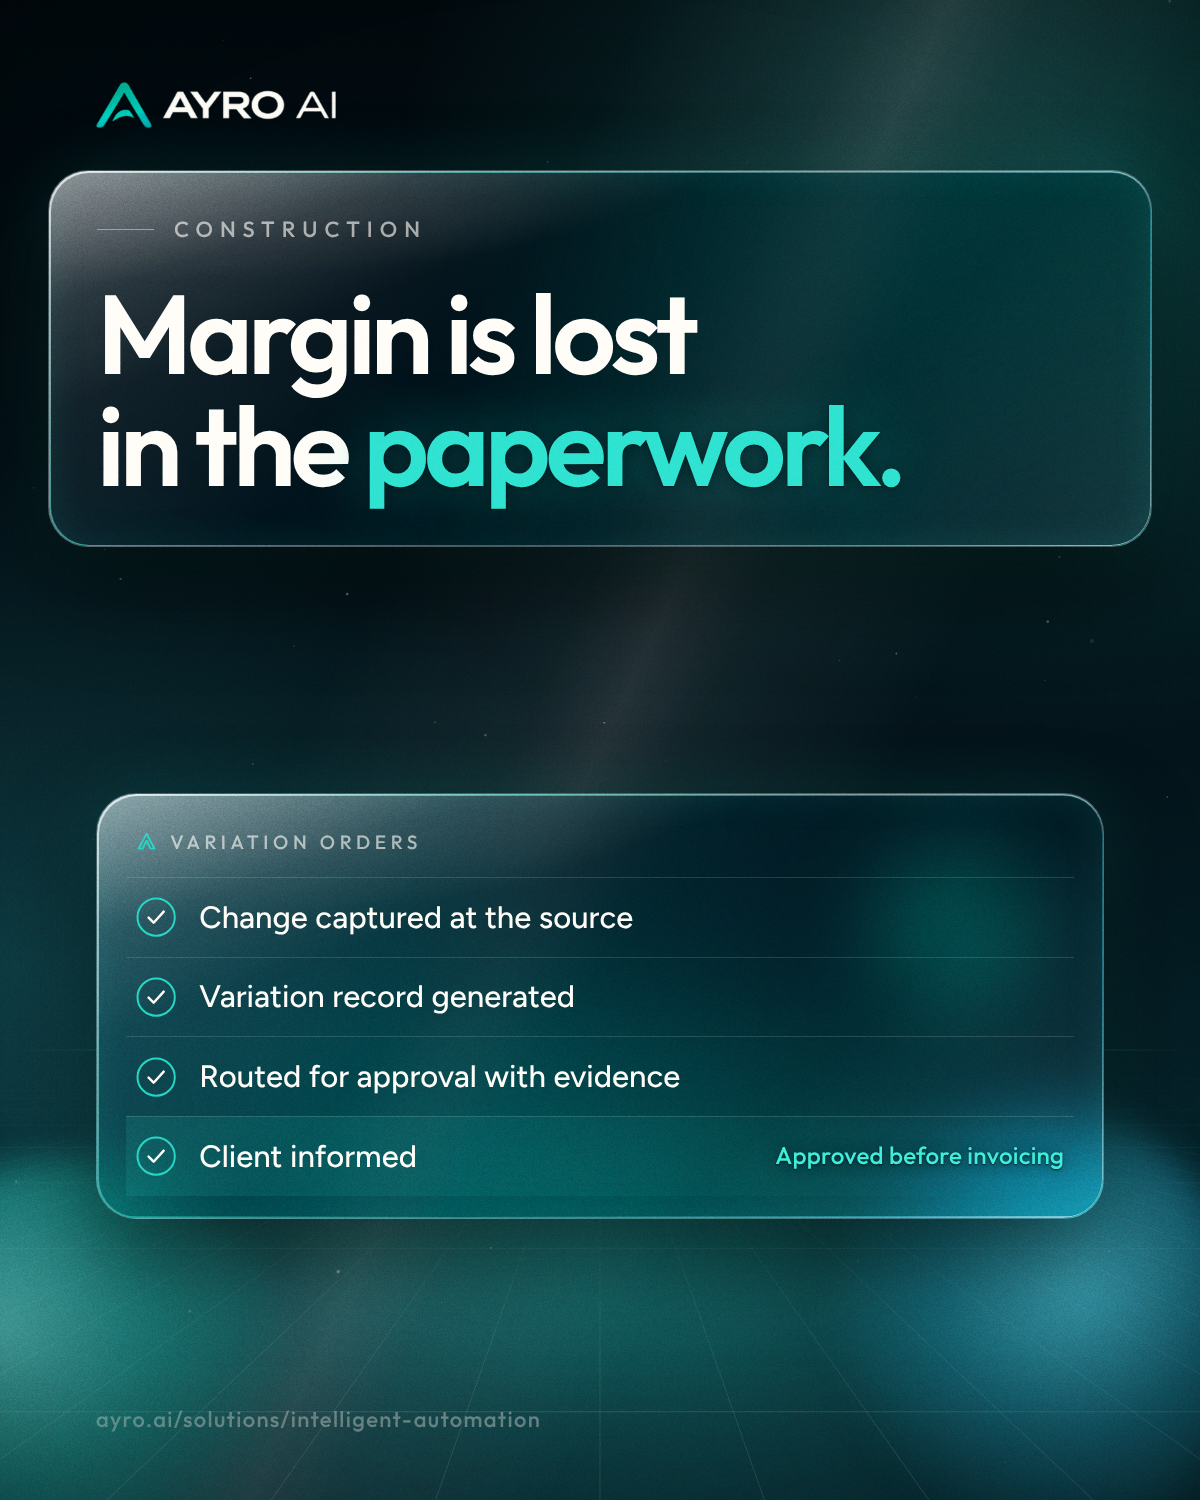 AYRO AI
CONSTRUCTION
Margin is lost
in the paperwork.
VARIATION ORDERS
Change captured at the source
Variation record generated
Routed for approval with evidence
Client informed
Approved before invoicing
ayro.ai/solutions/intelligent-automation